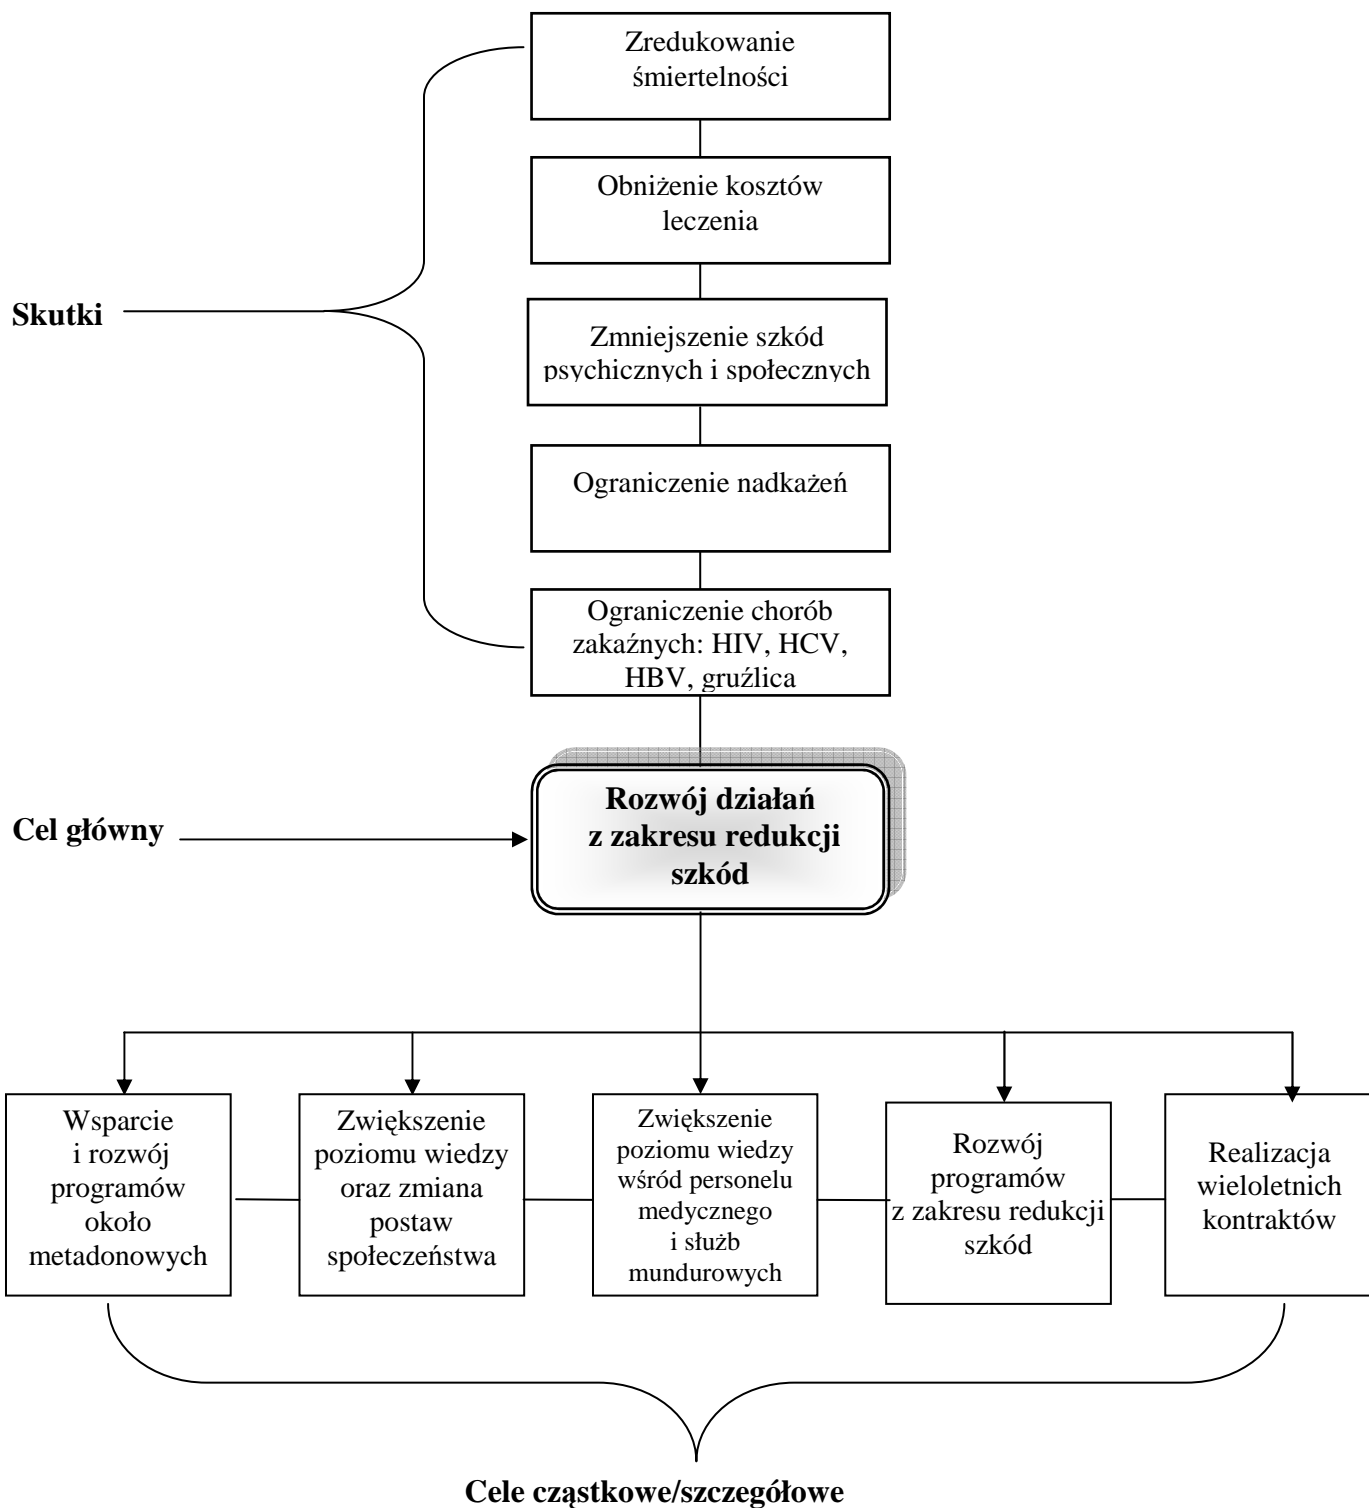 Zredukowanie
śmiertelności
Obniżenie kosztów
leczenia
Skutki
Zmniejszenie szkód
psychicznych i społecznych
Ograniczenie nadkażeń
Ograniczenie chorób
zakaźnych: HIV, HCV,
HBV, gruźlica
Cel główny
Rozwój działań
z zakresu redukcji
szkód
Wsparcie
i rozwój
programów
około
metadonowych
Zwiększenie
poziomu wiedzy
oraz zmiana
postaw
społeczeństwa
Zwiększenie
poziomu wiedzy
wśród personelu
medycznego
i służb
mundurowych
Rozwój
programów
z zakresu redukcji
szkód
Realizacja
wieloletnich
kontraktów
Cele cząstkowe/szczegółowe